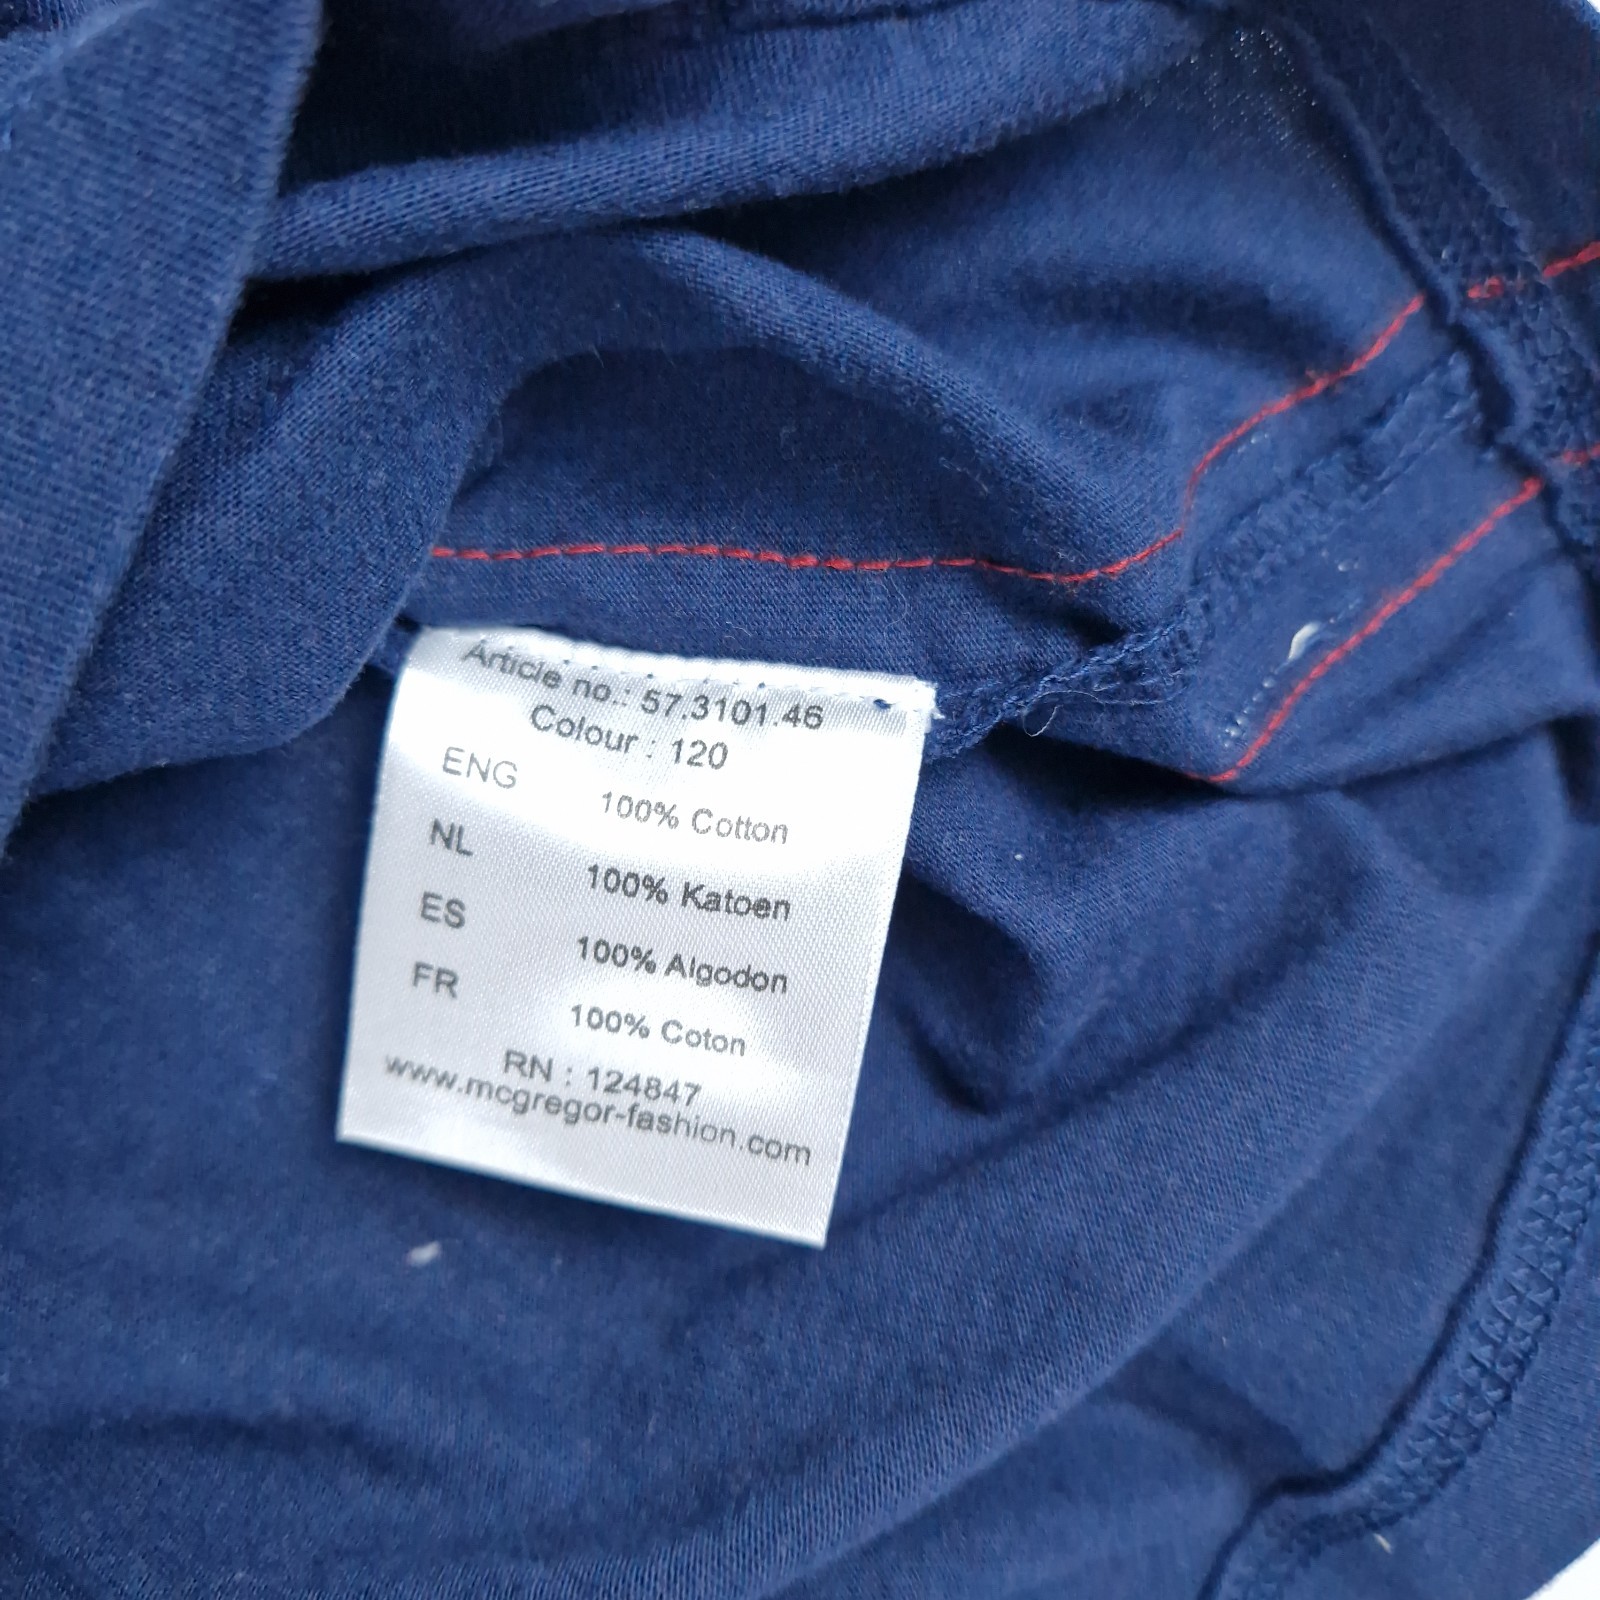 Article no.: 57.3101.46
Colour : 120
ENG 100% Cotton
NL 100% Katoen
ES 100% Algodon
FR 100% Coton
RN : 124847
www.mcgregor-fashion.com